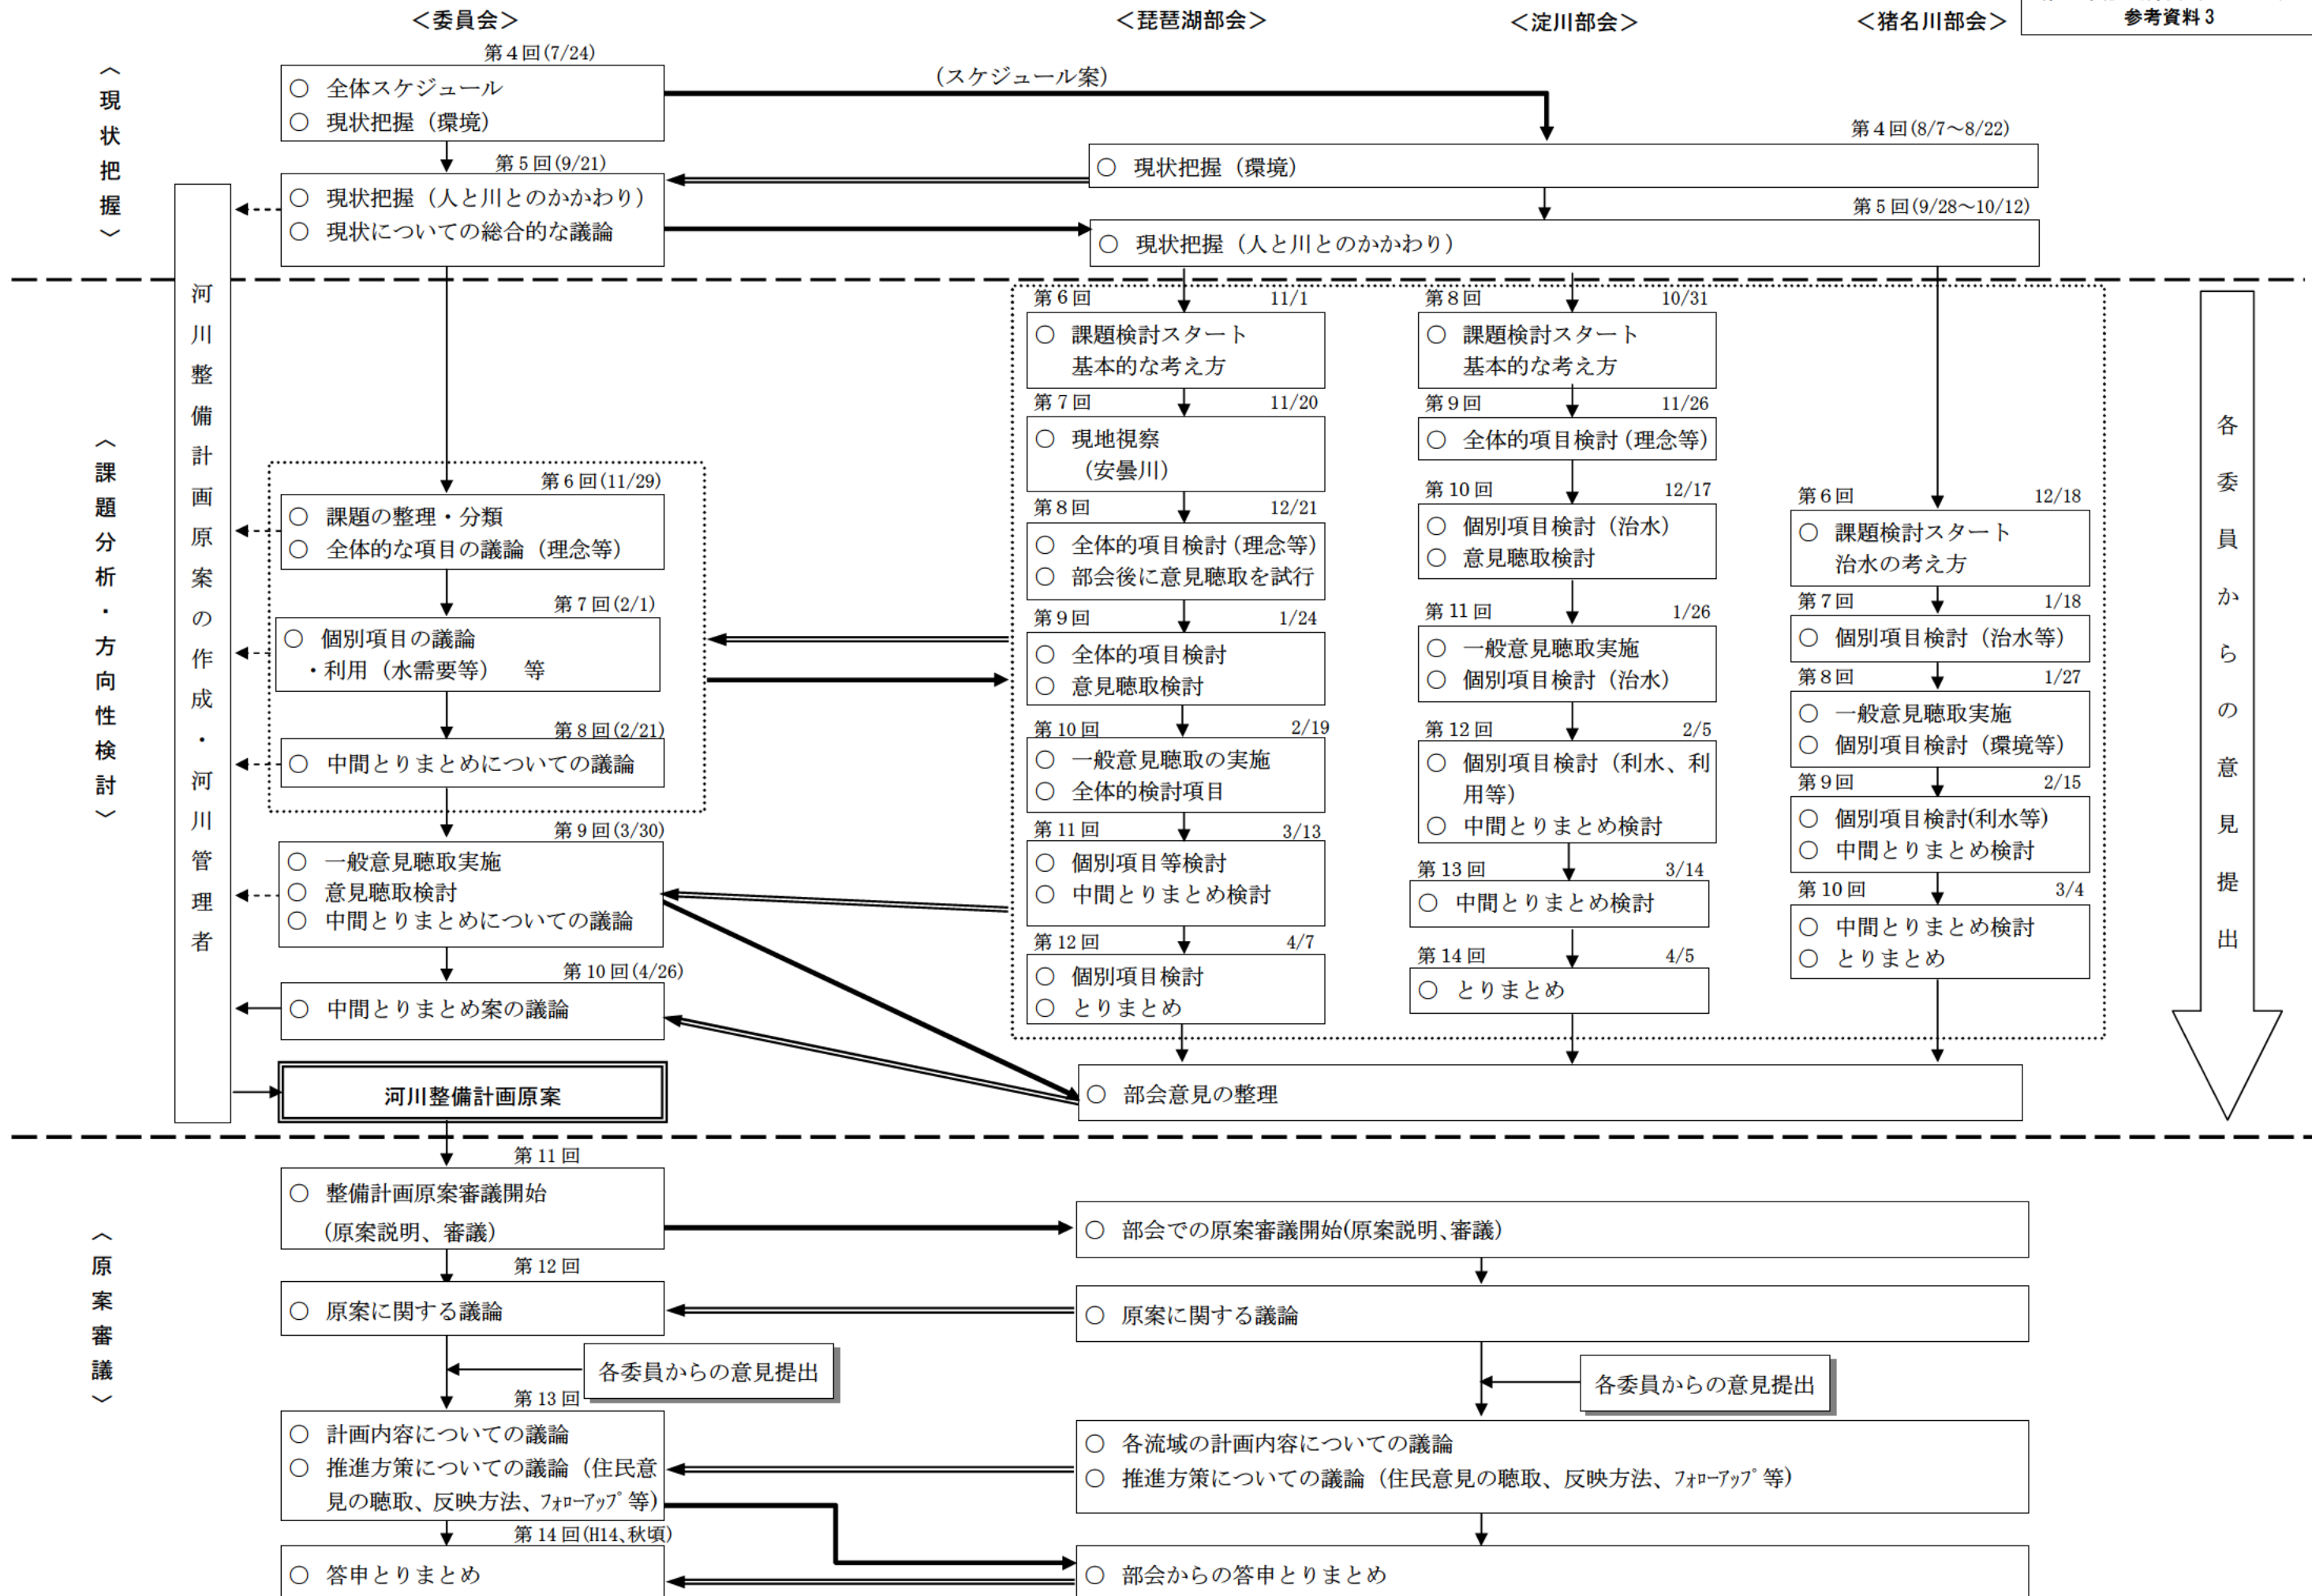 参考資料３
＜委員会＞
＜琵琶湖部会＞
＜淀川部会＞
＜猪名川部会＞
〈現状把握〉
第４回(7/24)
○ 全体スケジュール
○ 現状把握（環境）
（スケジュール案）
第４回(8/7～8/22)
○ 現状把握（環境）
第５回(9/21)
○ 現状把握（人と川とのかかわり）
○ 現状についての総合的な議論
第５回(9/28～10/12)
○ 現状把握（人と川とのかかわり）
河川整備計画原案の作成・河川管理者
〈課題分析・方向性検討〉
第６回(11/29)
○ 課題の整理・分類
○ 全体的な項目の議論（理念等）
第７回(2/1)
○ 個別項目の議論
・利用（水需要等） 等
第８回(2/21)
○ 中間とりまとめについての議論
第９回(3/30)
○ 一般意見聴取実施
○ 意見聴取検討
○ 中間とりまとめについての議論
第10回(4/26)
○ 中間とりまとめ案の議論
河川整備計画原案
第６回 11/1
○ 課題検討スタート
基本的な考え方
第７回 11/20
○ 現地視察
（安曇川）
第８回 12/21
○ 全体的項目検討(理念等)
○ 部会後に意見聴取を試行
第９回 1/24
○ 全体的項目検討
○ 意見聴取検討
第10回 2/19
○ 一般意見聴取の実施
○ 全体的検討項目
第11回 3/13
○ 個別項目等検討
○ 中間とりまとめ検討
第12回 4/7
○ 個別項目検討
○ とりまとめ
第８回 10/31
○ 課題検討スタート
基本的な考え方
第９回 11/26
○ 全体的項目検討(理念等)
第10回 12/17
○ 個別項目検討（治水）
○ 意見聴取検討
第11回 1/26
○ 一般意見聴取実施
○ 個別項目検討（治水）
第12回 2/5
○ 個別項目検討（利水、利
用等）
○ 中間とりまとめ検討
第13回 3/14
○ 中間とりまとめ検討
第14回 4/5
○ とりまとめ
第６回 12/18
○ 課題検討スタート
治水の考え方
第７回 1/18
○ 個別項目検討（治水等）
第８回 1/27
○ 一般意見聴取実施
○ 個別項目検討（環境等）
第９回 2/15
○ 個別項目検討(利水等)
○ 中間とりまとめ検討
第10回 3/4
○ 中間とりまとめ検討
○ とりまとめ
各委員からの意見提出
○ 部会意見の整理
〈原案審議〉
第11回
○ 整備計画原案審議開始
(原案説明、審議)
○ 部会での原案審議開始(原案説明、審議)
第12回
○ 原案に関する議論
○ 原案に関する議論
各委員からの意見提出
各委員からの意見提出
第13回
○ 計画内容についての議論
○ 推進方策についての議論（住民意
見の聴取、反映方法、ﾌｫﾛｰｱｯﾌﾟ等)
○ 各流域の計画内容についての議論
○ 推進方策についての議論（住民意見の聴取、反映方法、ﾌｫﾛｰｱｯﾌﾟ等)
第14回(H14、秋頃)
○ 答申とりまとめ
○ 部会からの答申とりまとめ